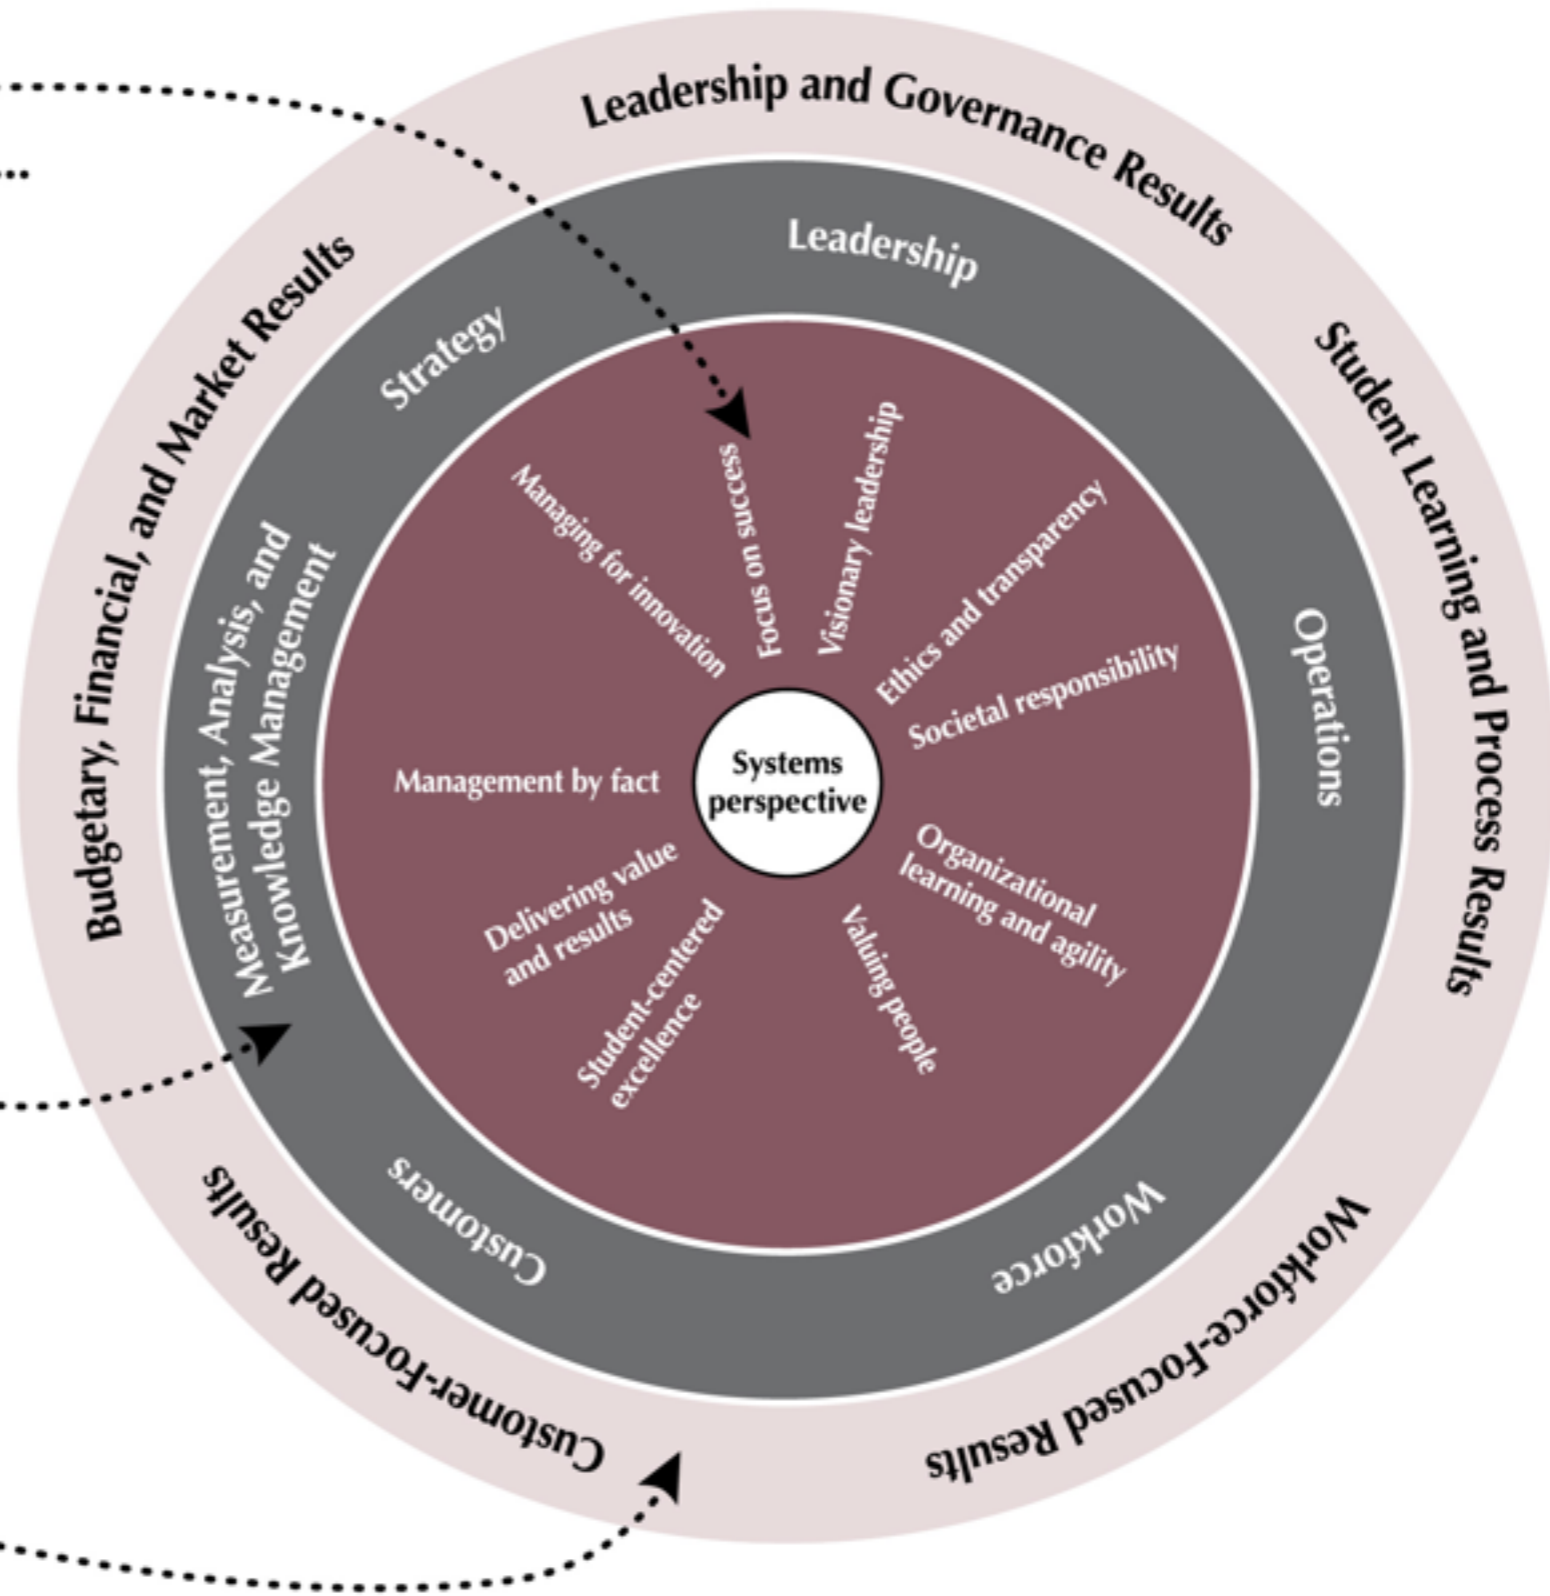 ...
Leadership and Governance Results
Student Learning and Process Results
Workforce-Focused Results
Customer-Focused Results
Budgetary, Financial, and Market Results
Leadership
Operations
Workforce
Customers
Measurement, Analysis, and
Knowledge Management
Strategy
Focus on success
Visionary leadership
Ethics and transparency
Societal responsibility
Organizational
learning and agility
Valuing people
Student-centered
excellence
Delivering value
and results
Management by fact
Managing for innovation
Systems
perspective